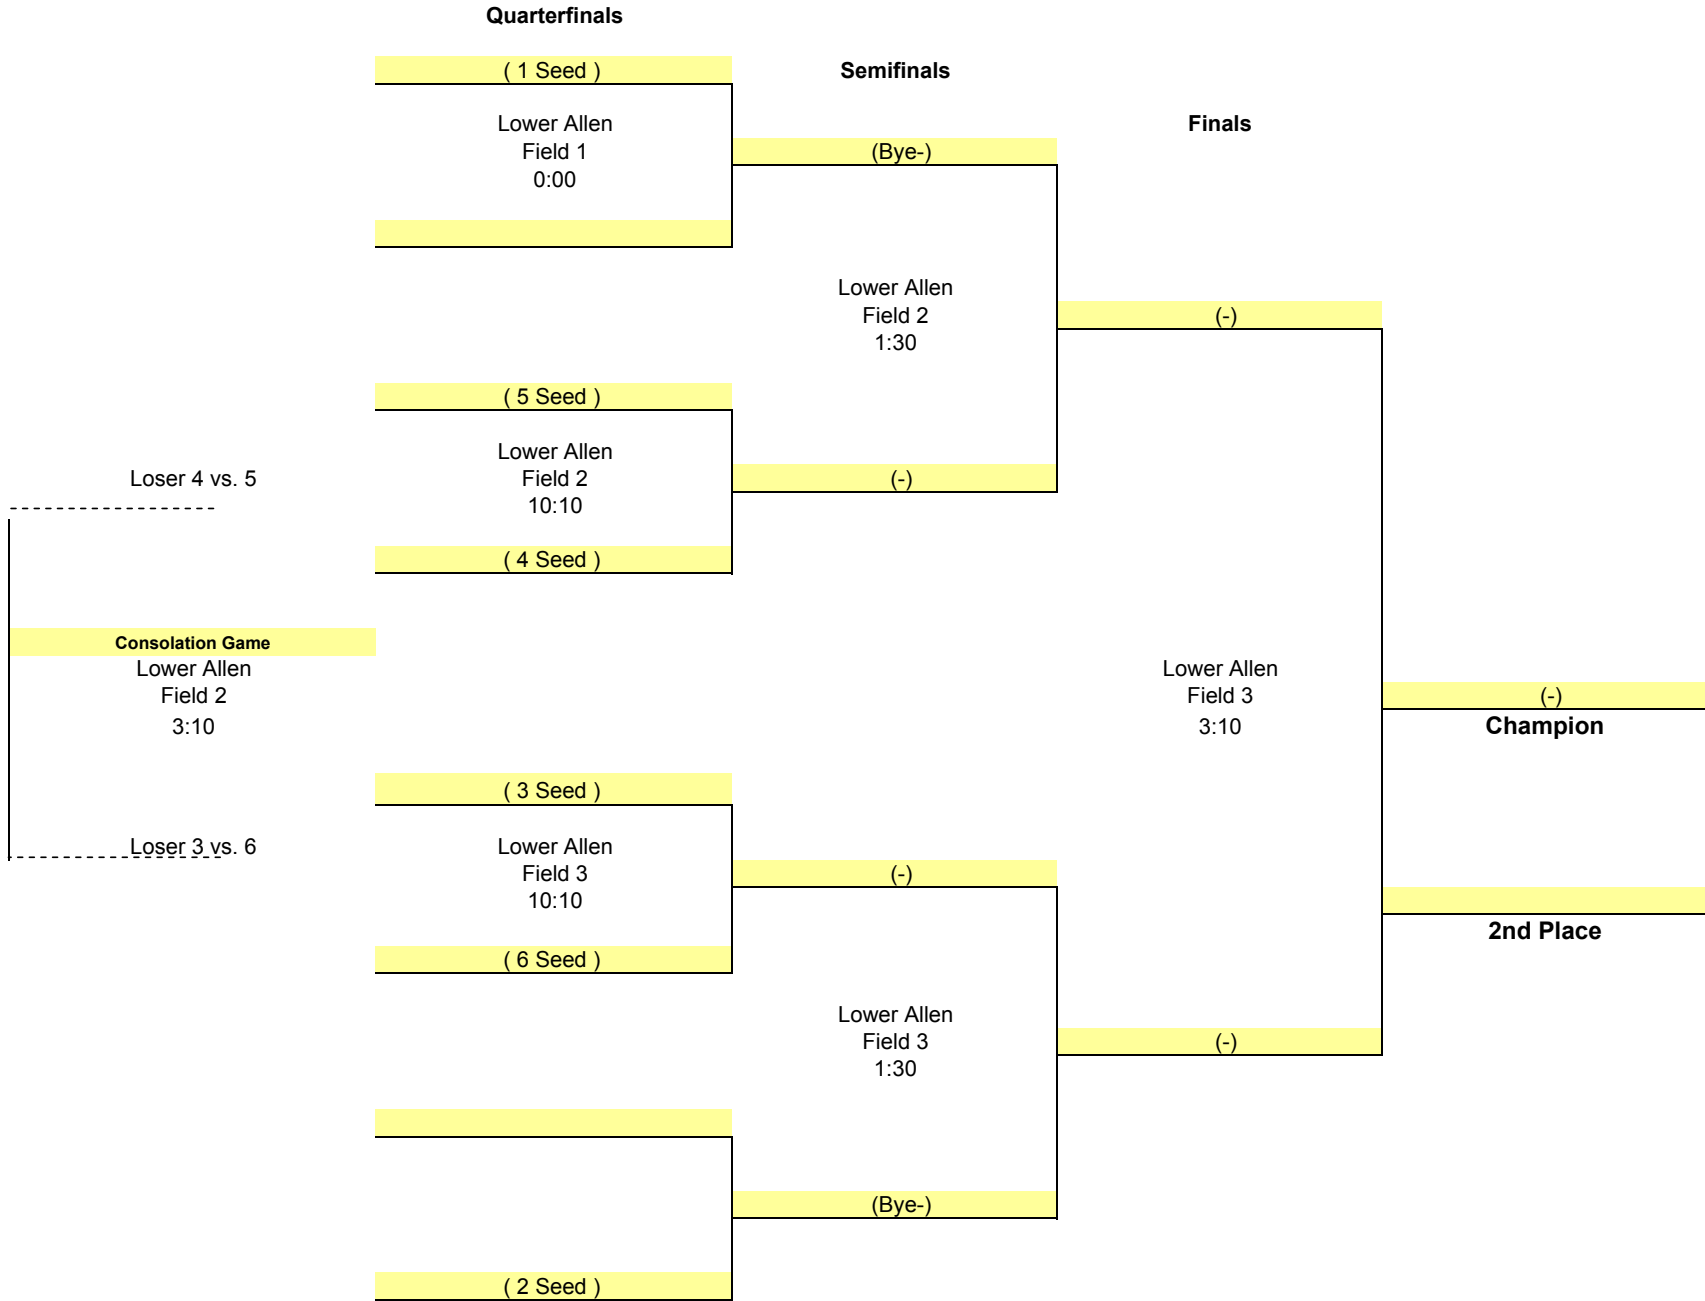 Quarterfinals
( 1 Seed )
Semifinals
Lower Allen
Field 1
0:00
Finals
(Bye-)
Lower Allen
Field 2
1:30
(-)
( 5 Seed )
Lower Allen
Field 2
10:10
Loser 4 vs. 5
(-)
( 4 Seed )
Consolation Game
Lower Allen
Field 2
3:10
Lower Allen
Field 3
3:10
(-)
Champion
( 3 Seed )
Loser 3 vs. 6
Lower Allen
Field 3
10:10
(-)
2nd Place
( 6 Seed )
Lower Allen
Field 3
1:30
(-)
(Bye-)
( 2 Seed )